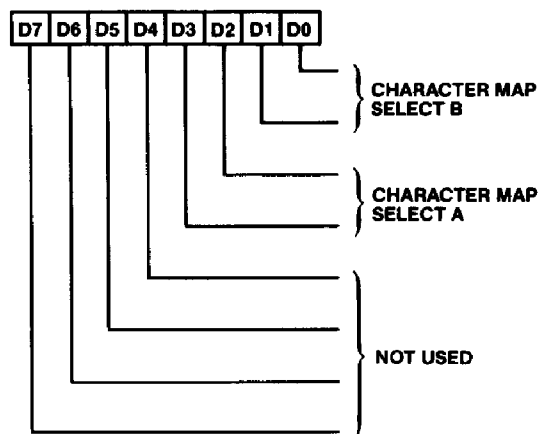 D7 D6 D5 D4 D3 D2 D1 D0
CHARACTER MAP
SELECT B
CHARACTER MAP
SELECT A
NOT USED